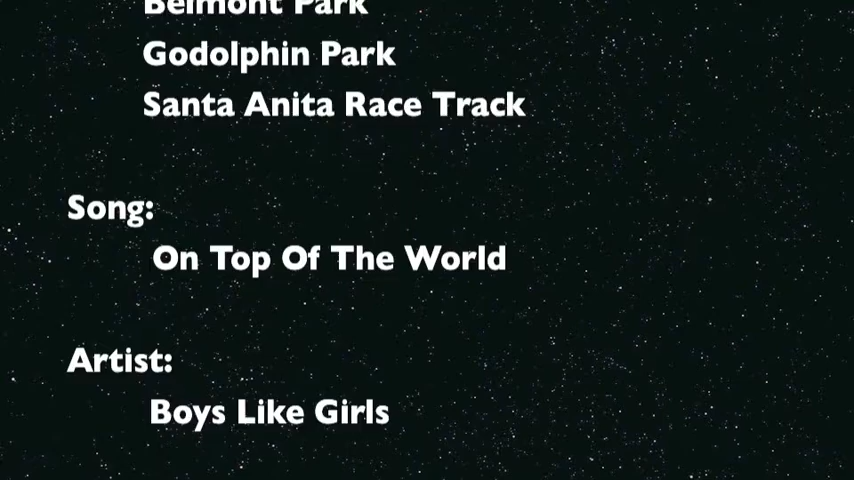 Belmont Park
Godolphin Park
Santa Anita Race Track
Song:
On Top Of The World
Artist:
Boys Like Girls